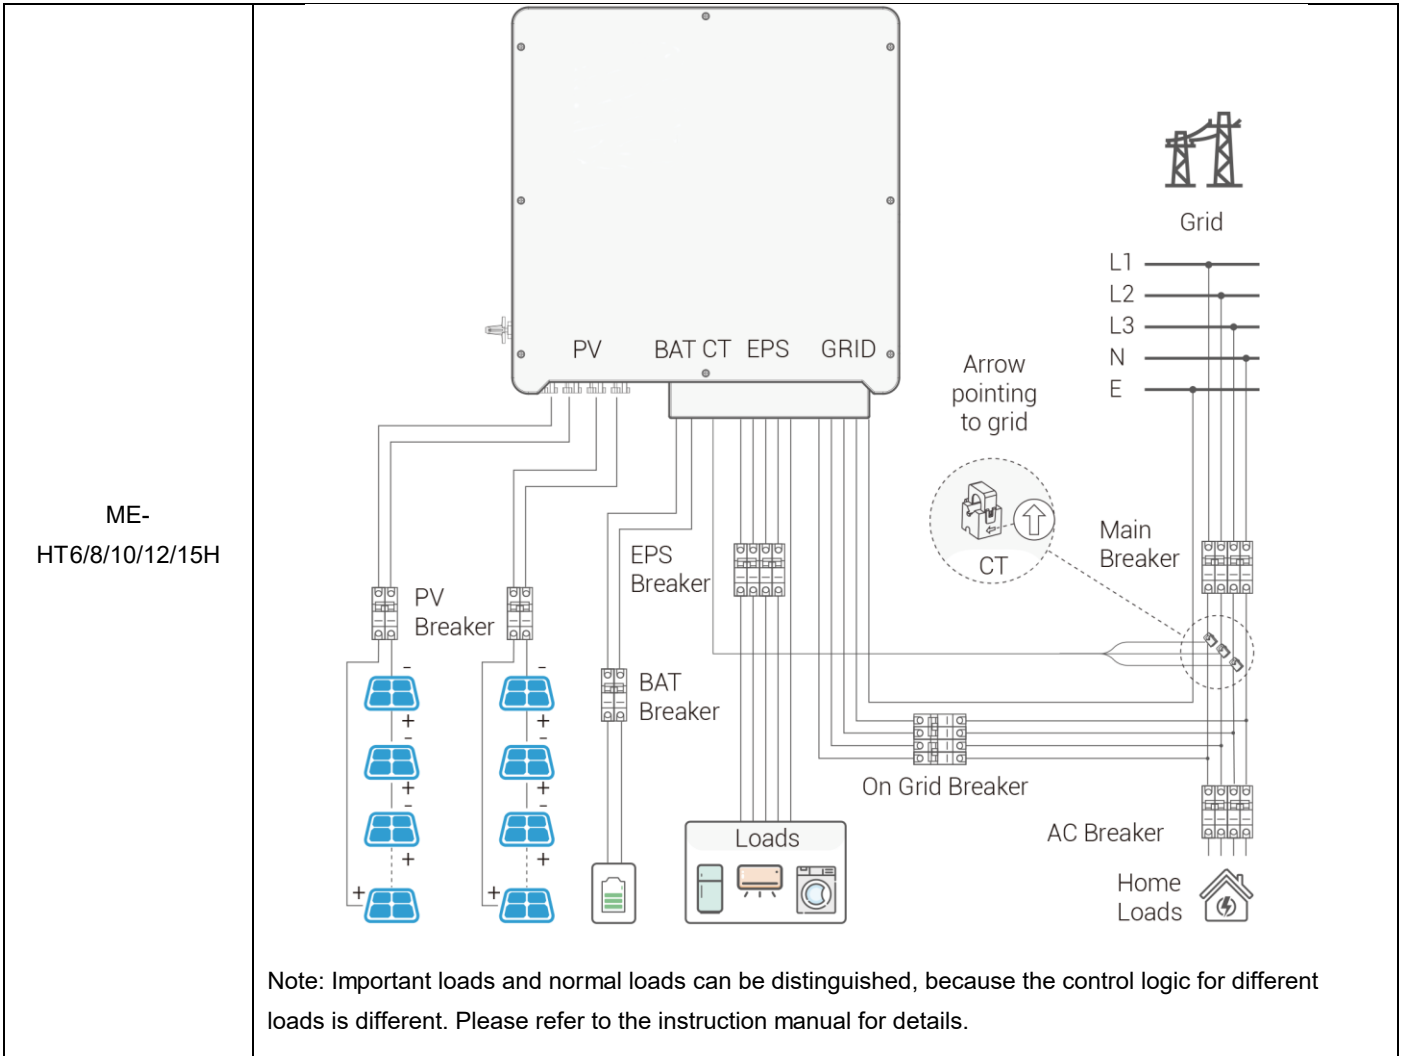 ME-
HT6/8/10/12/15H
PV
BAT CT EPS GRID
Grid
L1
L2
L3
N
E
Arrow
pointing
to grid
CT
Main
Breaker
EPS
Breaker
PV
Breaker
BAT
Breaker
On Grid Breaker
AC Breaker
Loads
Home
Loads
-
+
-
+
-
+
+
-
+
-
+
-
+
+
Note: Important loads and normal loads can be distinguished, because the control logic for different
loads is different. Please refer to the instruction manual for details.